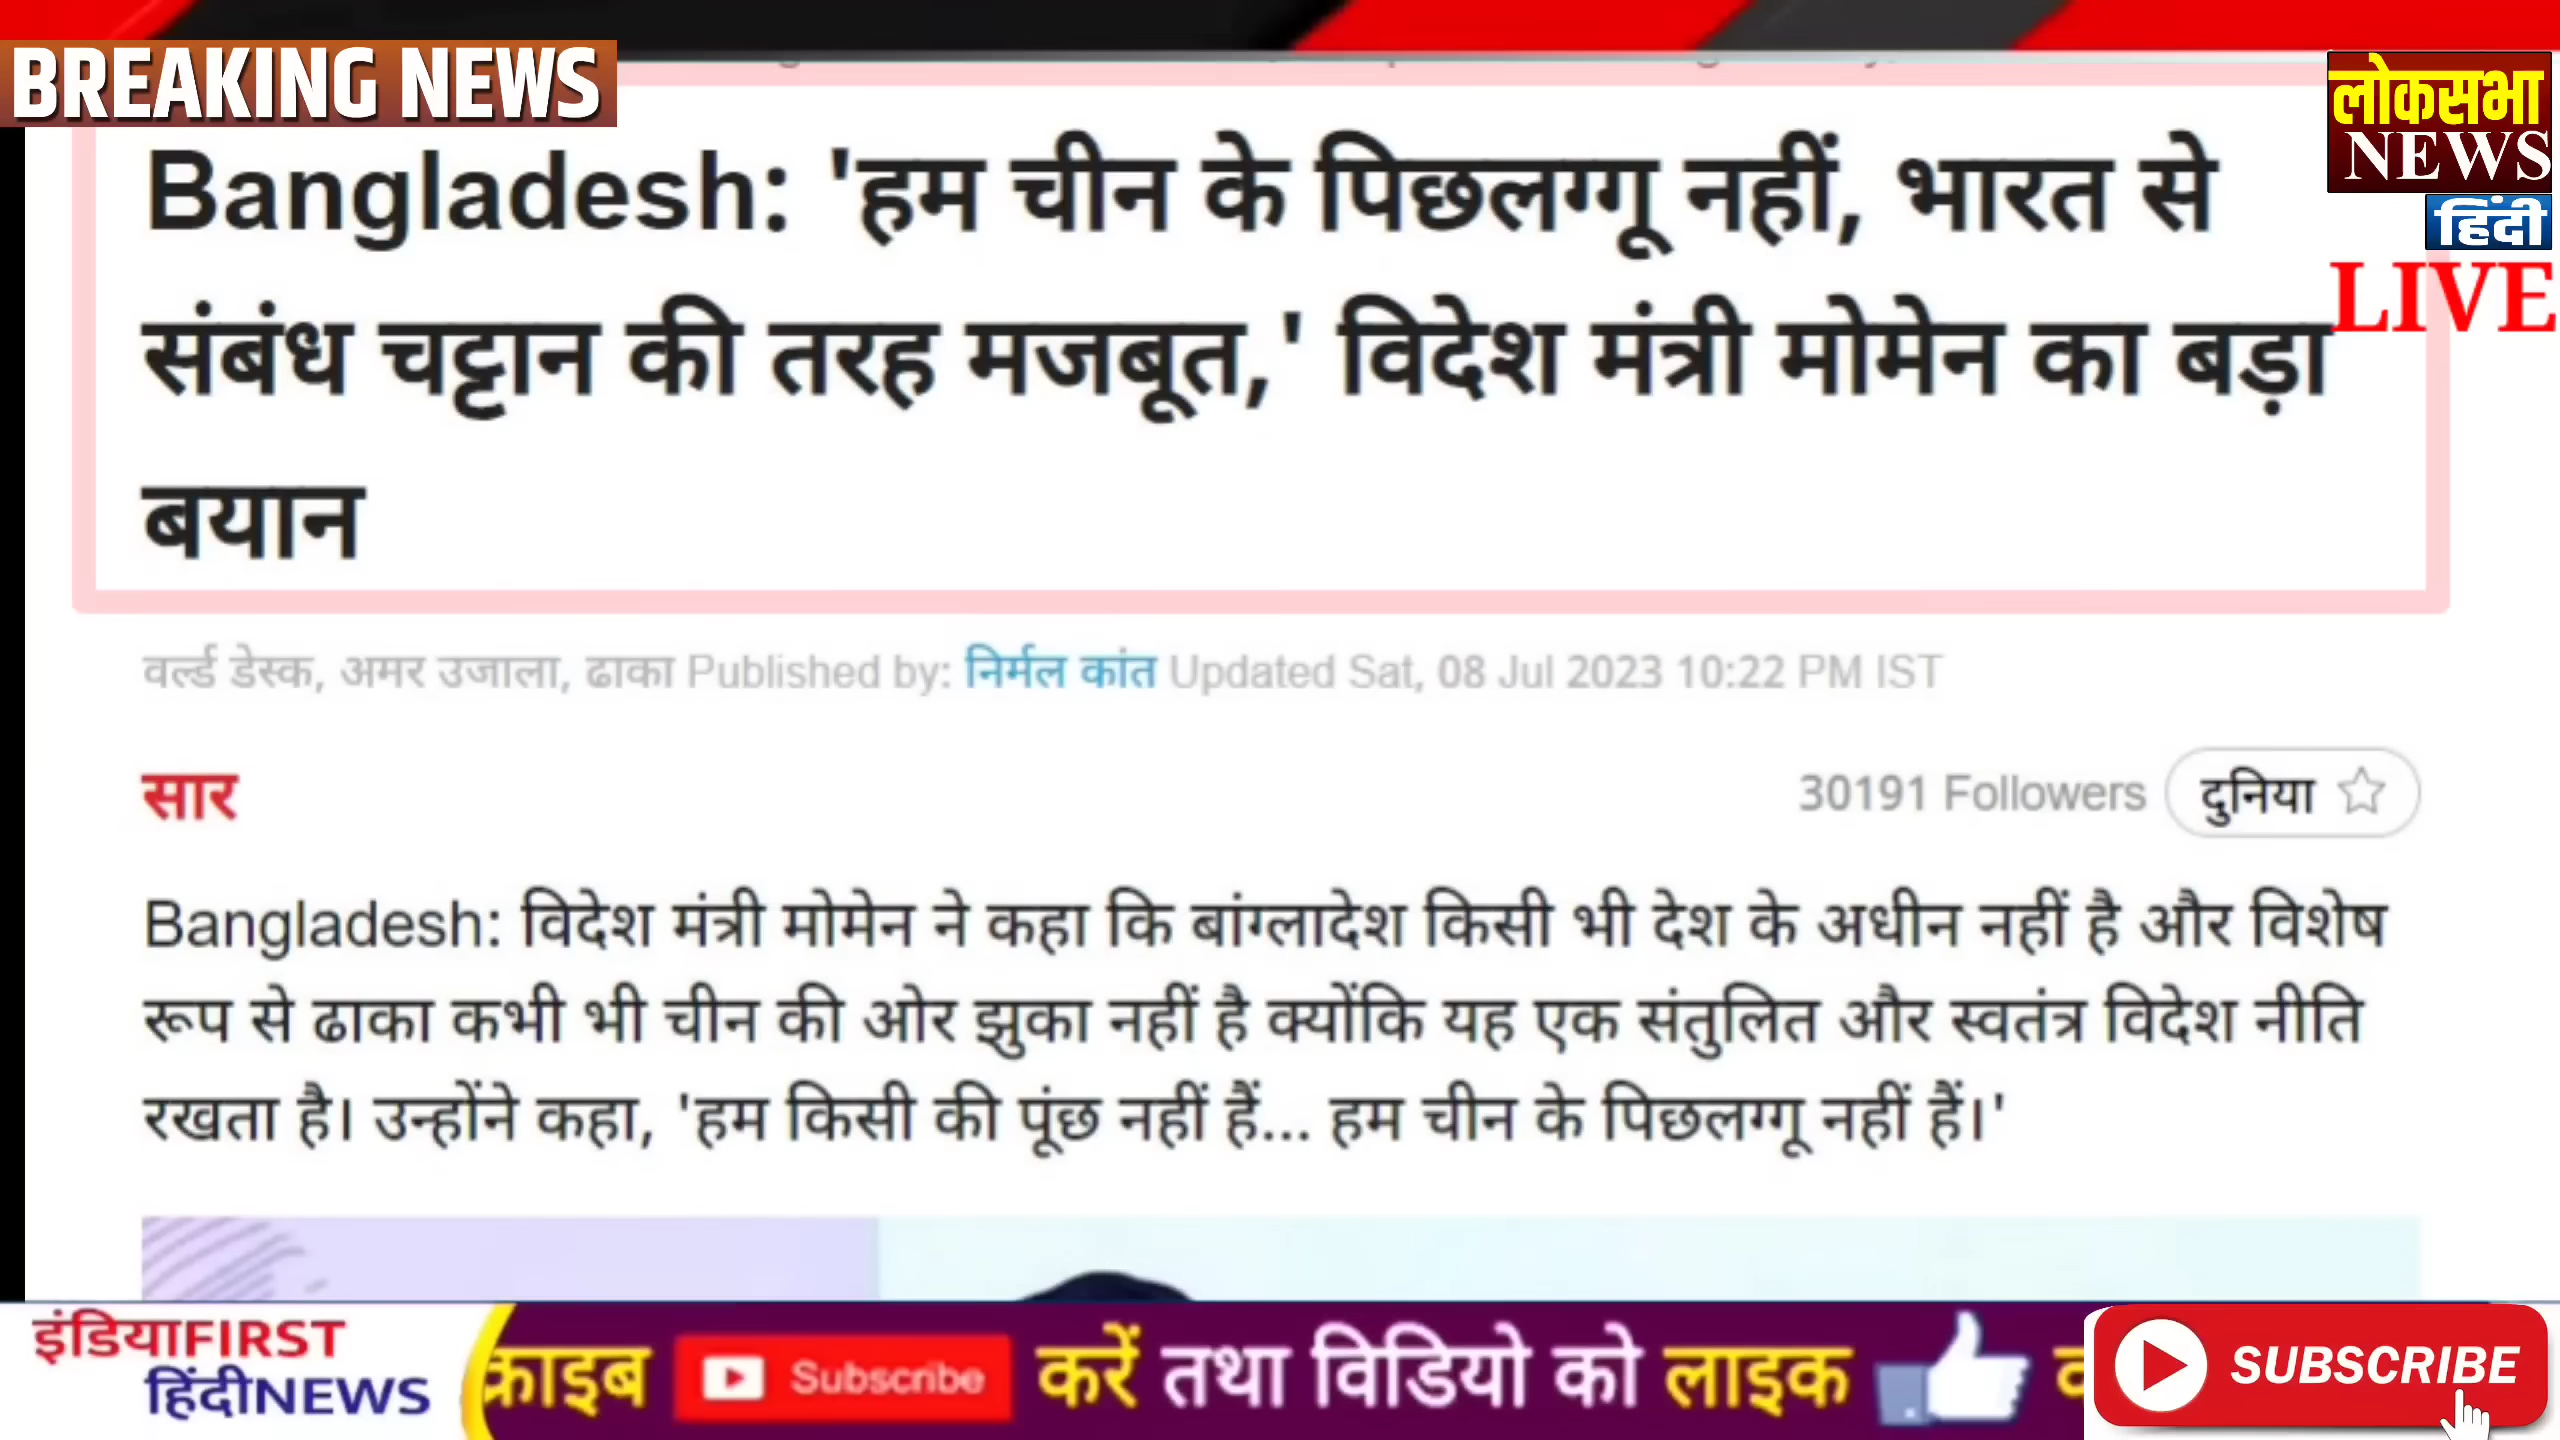 BREAKING NEWS
लोकसभा
NEWS
हिंदी
LIVE
Bangladesh: 'हम चीन के पिछलग्गू नहीं, भारत से
संबंध चट्टान की तरह मजबूत,' विदेश मंत्री मोमेन का बड़ा
बयान
वर्ल्ड डेस्क, अमर उजाला, ढाका Published by: निर्मल कांत Updated Sat, 08 Jul 2023 10:22 PM IST
सार
30191 Followers दुनिया
Bangladesh: विदेश मंत्री मोमेन ने कहा कि बांग्लादेश किसी भी देश के अधीन नहीं है और विशेष
रूप से ढाका कभी भी चीन की ओर झुका नहीं है क्योंकि यह एक संतुलित और स्वतंत्र विदेश नीति
रखता है। उन्होंने कहा, 'हम किसी की पूंछ नहीं हैं... हम चीन के पिछलग्गू नहीं हैं।'
इंडियाFIRST
हिंदीNEWS
क्राइब Subscribe करें तथा विडियो को लाइक
SUBSCRIBE